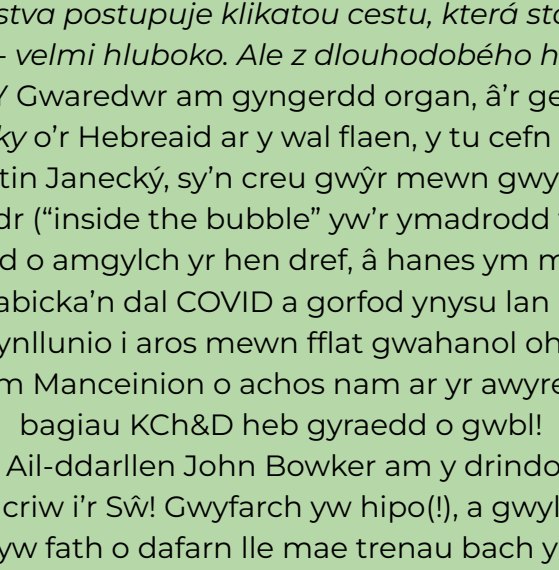 stva postupuje klikatou cestu, která sto
- velmi hluboko. Ale z dlouhodobého h
Y Gwaredwr am gyngerdd organ, â’r ge
ky o’r Hebreaid ar y wal flaen, y tu cefn
tin Janecký, sy’n creu gwŷr mewn gwy
dr (“inside the bubble” yw’r ymadrodd
d o amgylch yr hen dref, â hanes ym m
abicka’n dal COVID a gorfod ynysu lan
ynllunio i aros mewn fflat gwahanol oh
m Manceinion o achos nam ar yr awyre
bagiau KCh&D heb gyraedd o gwbl!
Ail-ddarllen John Bowker am y drindo
criw i’r Sŵ! Gwyfarch yw hipo(!), a gwyl
yw fath o dafarn lle mae trenau bach y